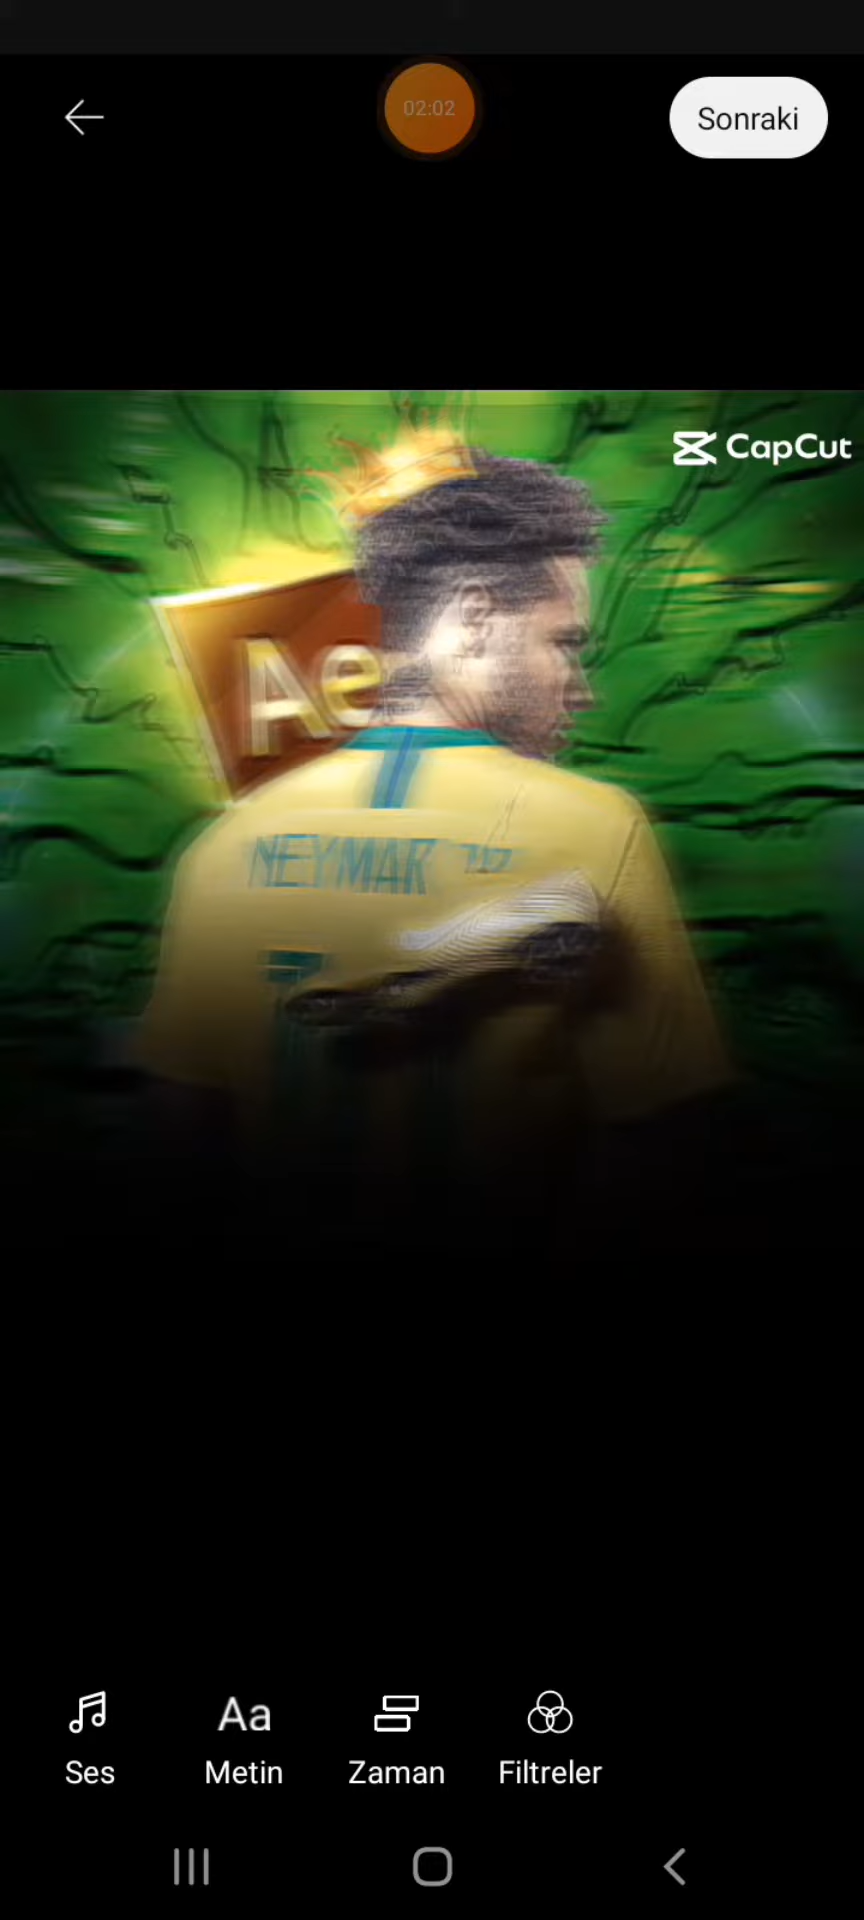 02:02
Sonraki
CapCut
Ae
NEYMAR
Aa
Ses
Metin
Zaman
Filtreler